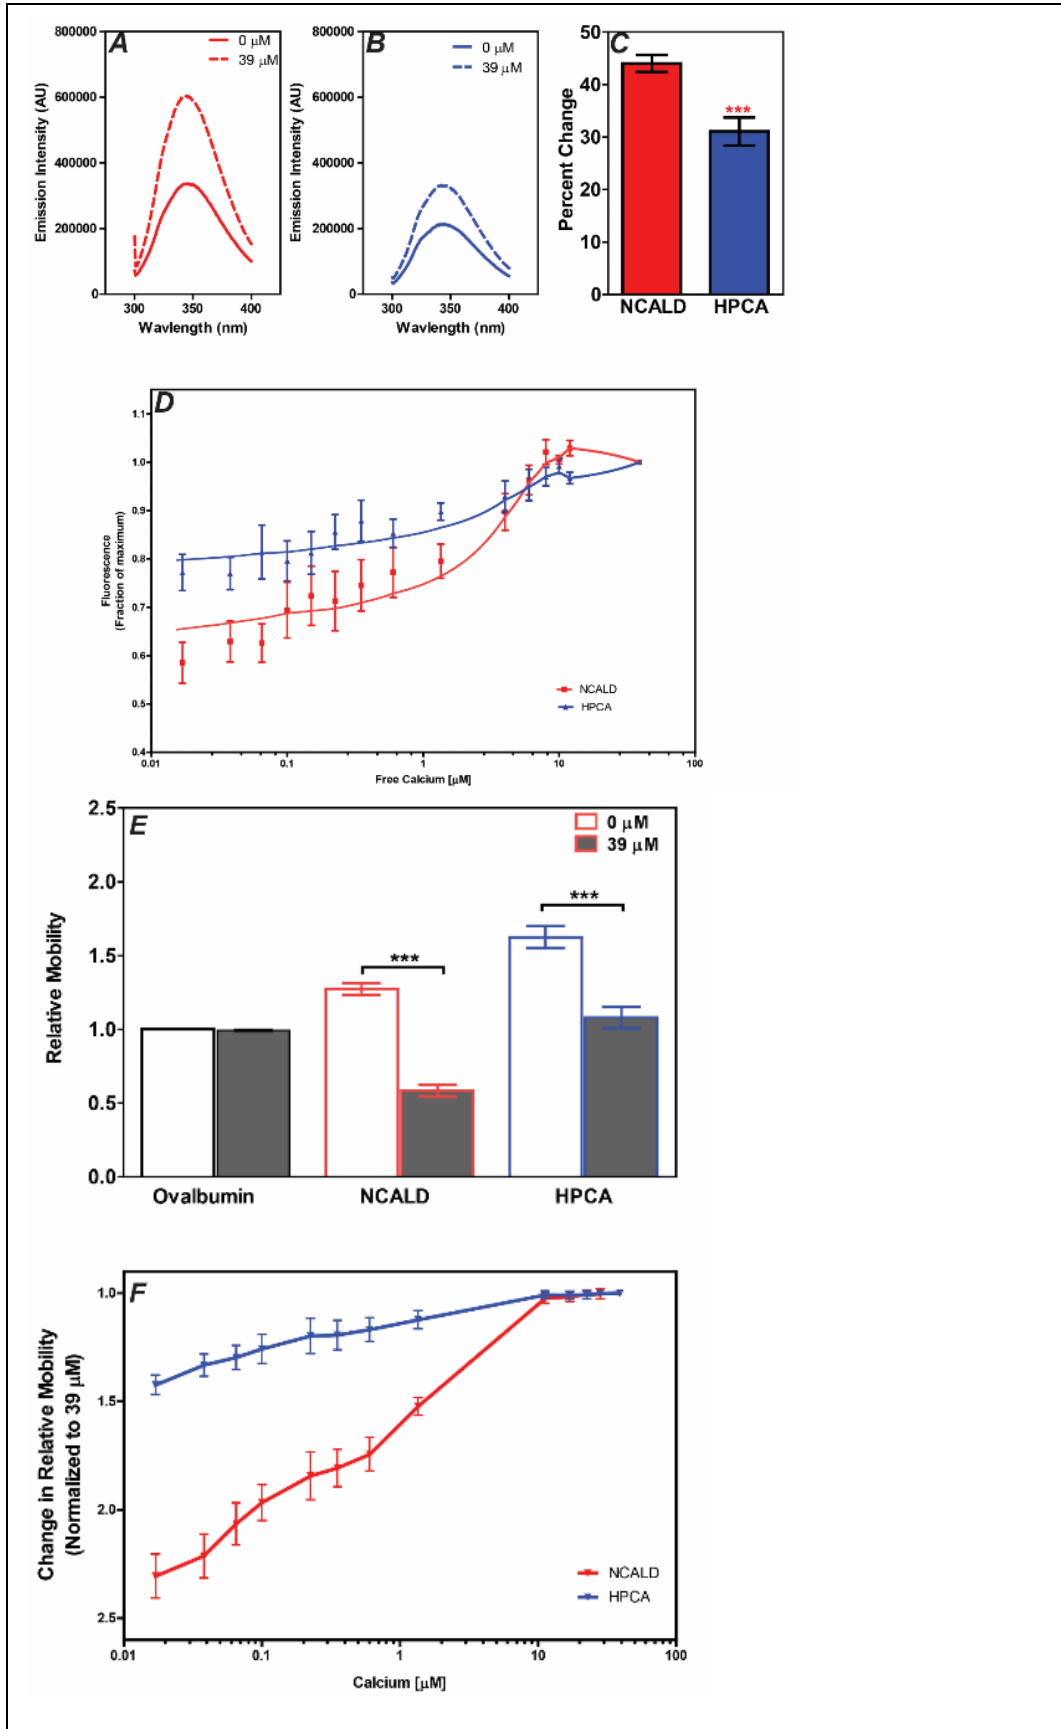 A
0 μM
39 μM
800000
600000
400000
200000
0
Emission Intensity (AU)
300 350 400
Wavlength (nm)
B
0 μM
39 μM
800000
600000
400000
200000
0
Emission Intensity (AU)
300 350 400
Wavlength (nm)
C
50
40
30
20
10
0
Percent Change
***
NCALD HPCA
D
1.1
1.0
0.9
0.8
0.7
0.6
0.5
0.4
Fluorescence
(Fraction of maximum)
NCALD
HPCA
0.01 0.1 1 10 100
Free Calcium [μM]
E
0 μM
39 μM
2.5
2.0
1.5
1.0
0.5
0.0
Relative Mobility
***
***
Ovalbumin NCALD HPCA
F
1.0
1.5
2.0
2.5
Change in Relative Mobility
(Normalized to 39 μM)
NCALD
HPCA
0.01 0.1 1 10 100
Calcium [μM]